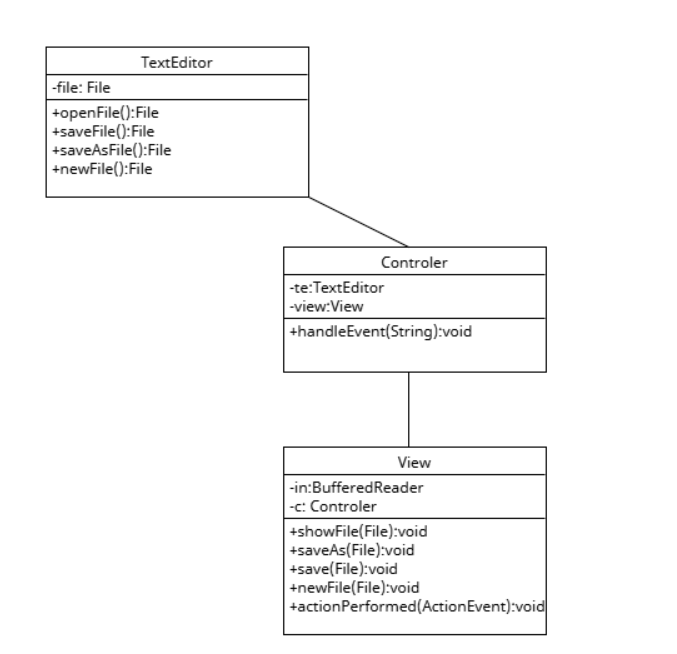 TextEditor
-file: File
+openFile():File
+saveFile():File
+saveAsFile():File
+newFile():File
Controler
-te:TextEditor
-view:View
+handleEvent(String):void
View
-in:BufferedReader
-c: Controler
+showFile(File):void
+saveAs(File):void
+save(File):void
+newFile(File):void
+actionPerformed(ActionEvent):void